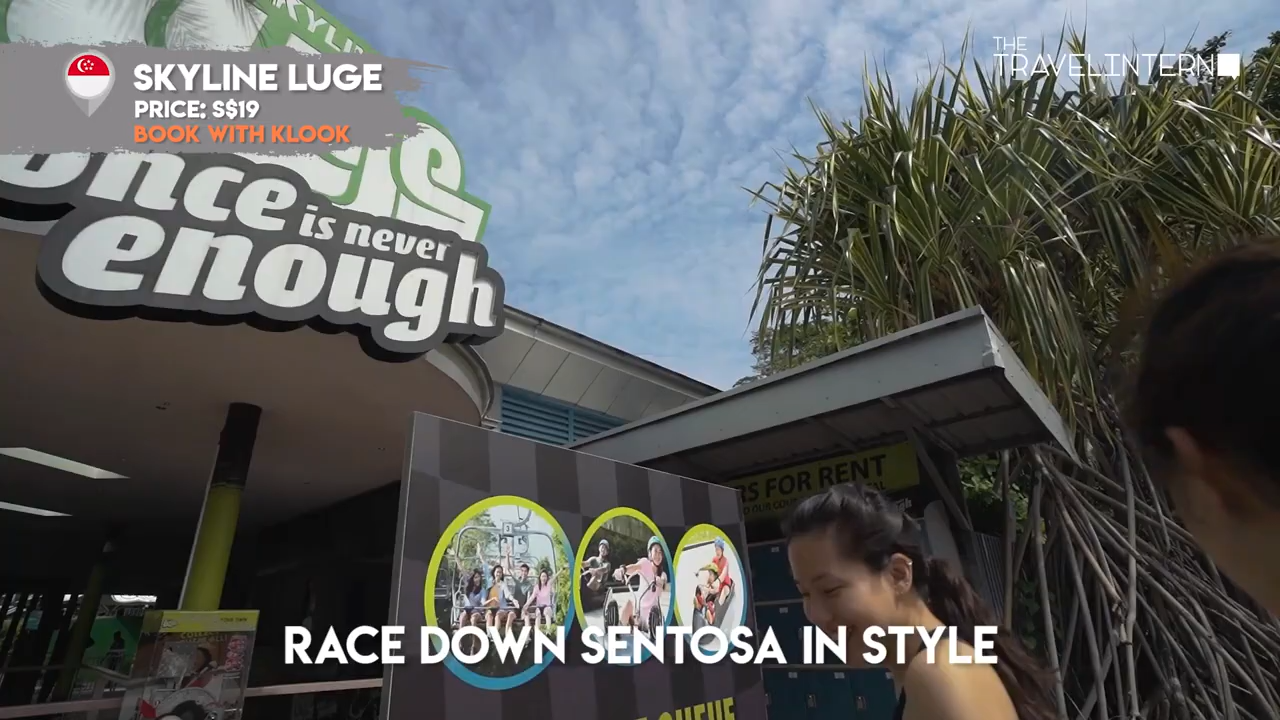 SKYLINE LUGE
PRICE: S$19
BOOK WITH KLOOK
THE
TRAVELINTERN
once is never
enough
RS FOR RENT
RACE DOWN SENTOSA IN STYLE
QUEUE